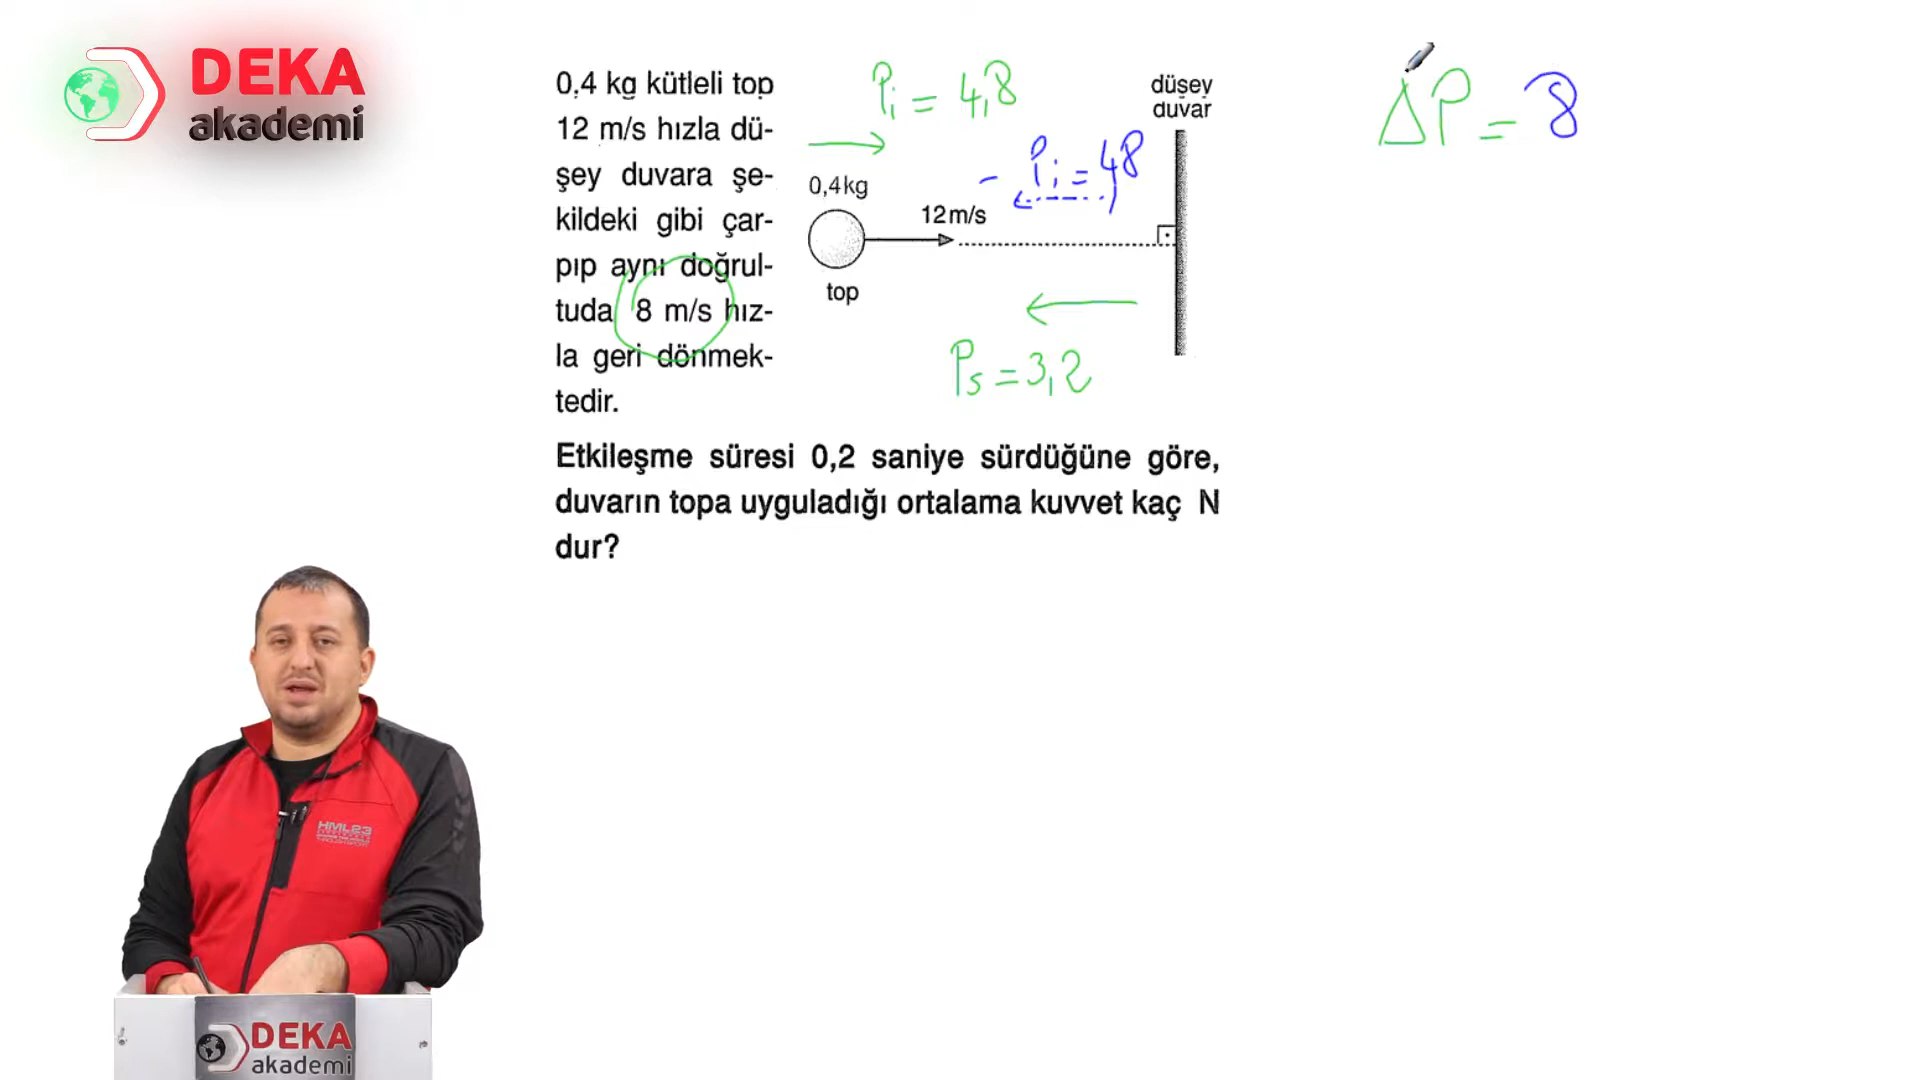 DEKA
akademi
0,4 kg kütleli top
12 m/s hızla dü-
şey duvara şe-
kildeki gibi çar-
pıp aynı doğrul-
tuda 8 m/s hız-
la geri dönmek-
tedir.
Pi = 4,8
düşey
duvar
- Pi = 4,8
0,4kg
12m/s
top
Ps = 3,2
ΔP = 8
Etkileşme süresi 0,2 saniye sürdüğüne göre,
duvarın topa uyguladığı ortalama kuvvet kaç N
dur?
HML23
DEKA
akademi